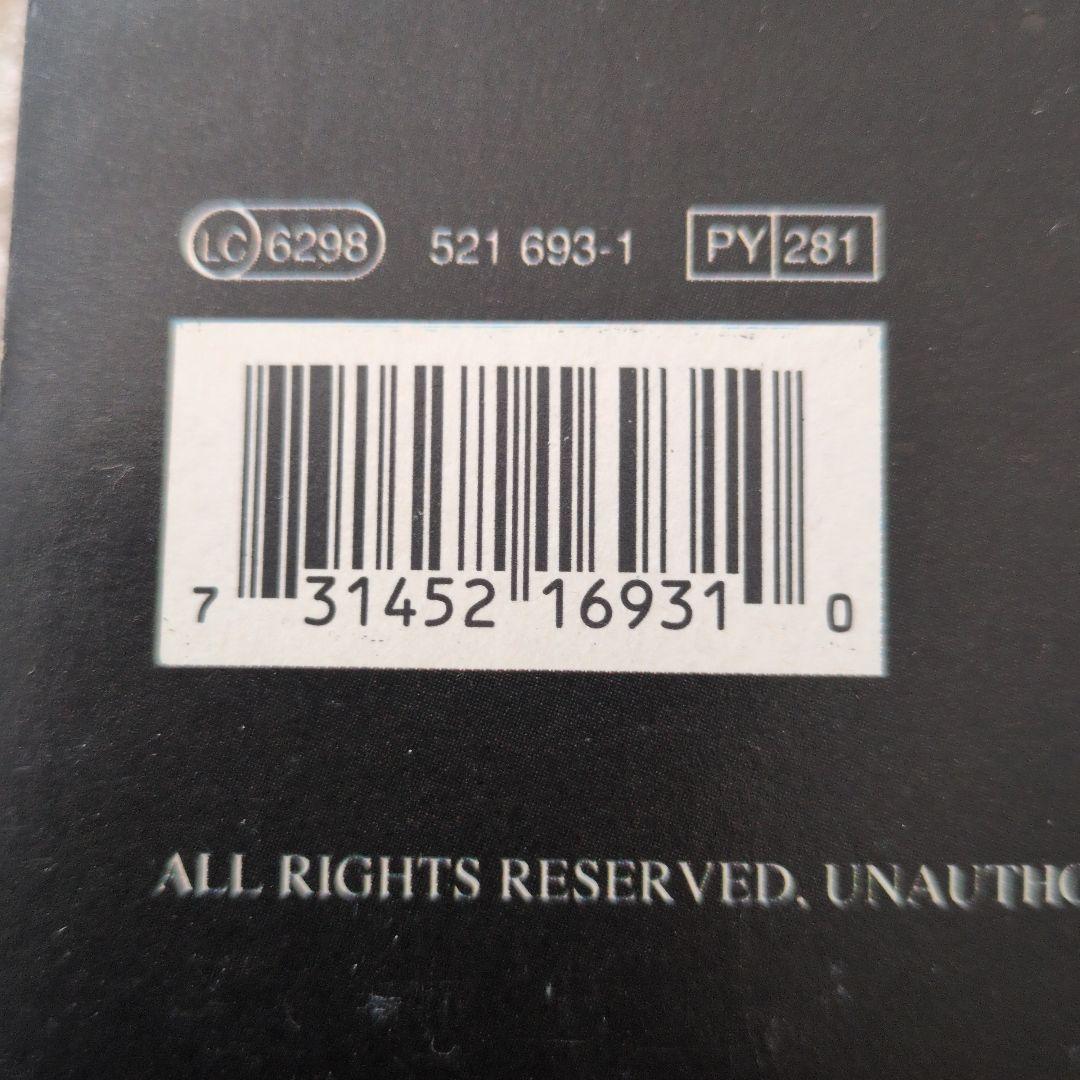 LC 6298 521 693-1 PY 281
7 31452 16931 0
ALL RIGHTS RESERVED. UNAUTHO